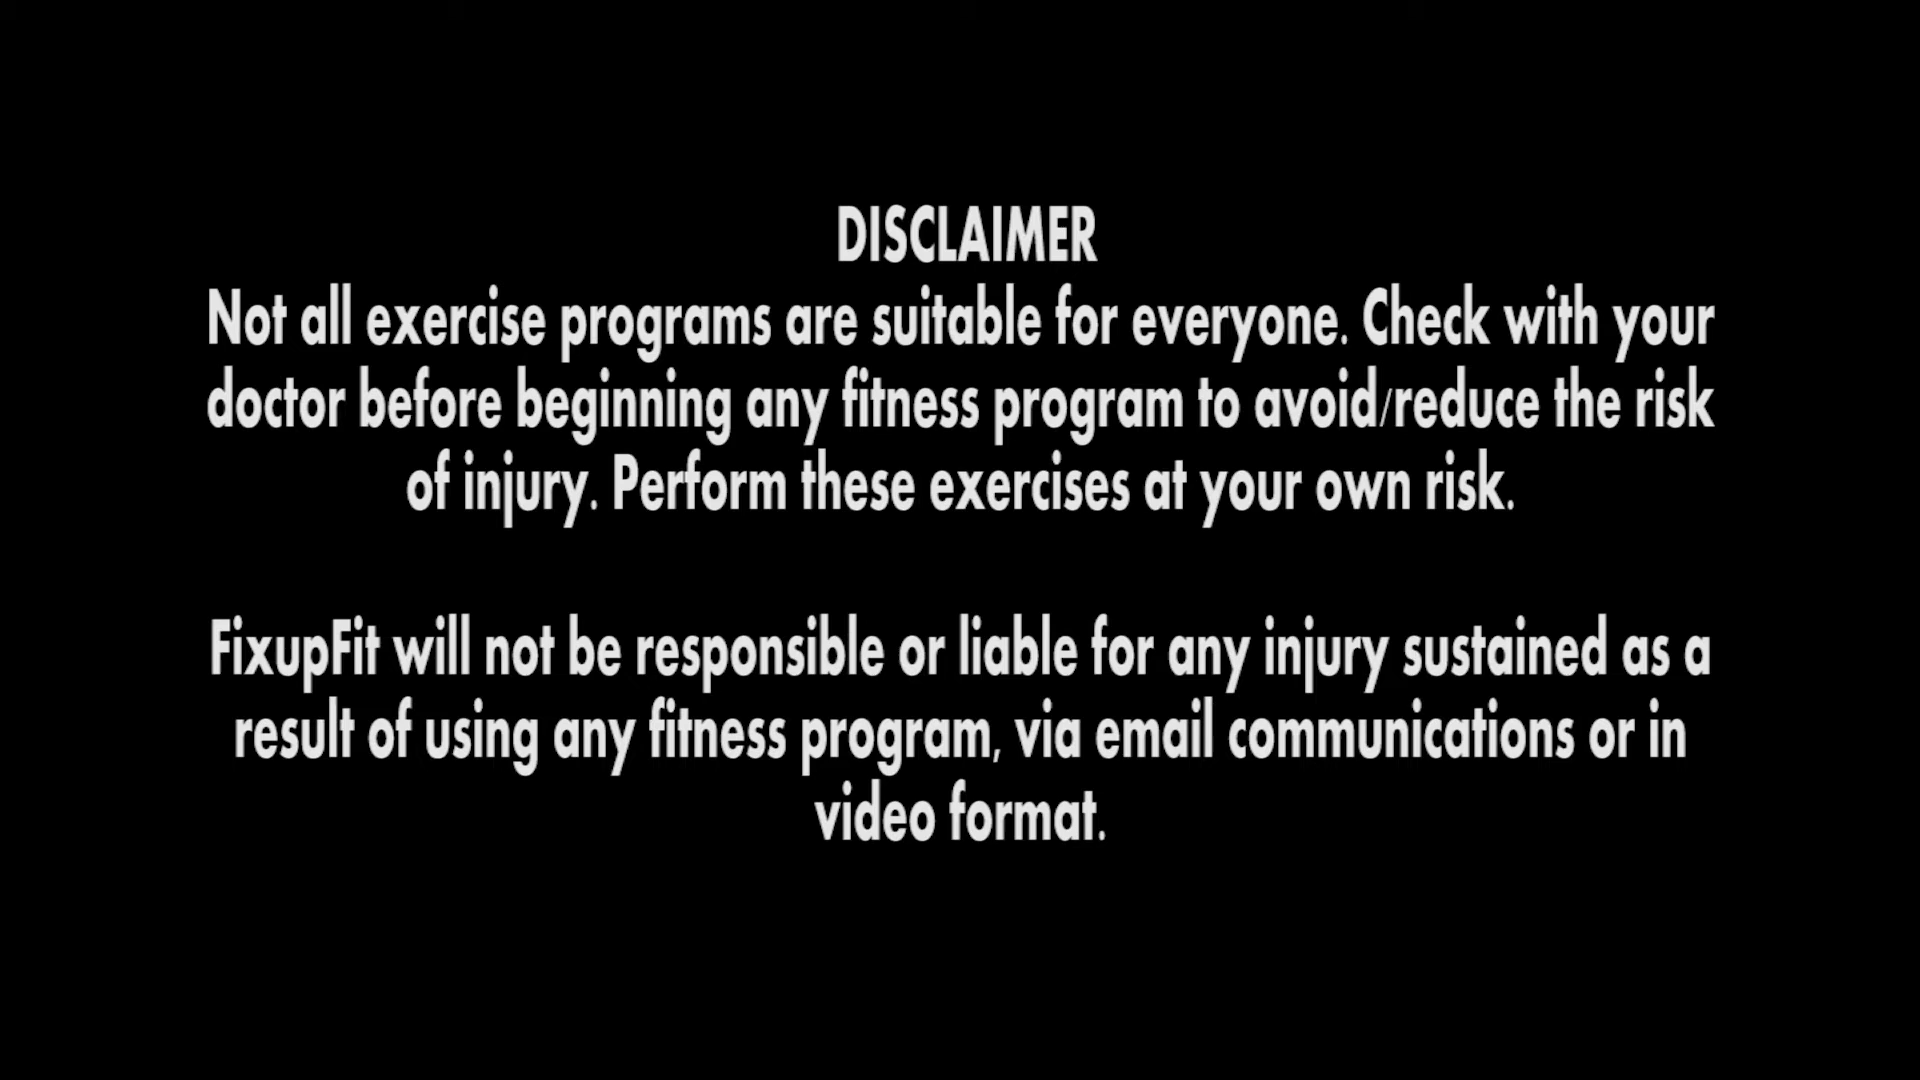 DISCLAIMER
Not all exercise programs are suitable for everyone. Check with your
doctor before beginning any fitness program to avoid/reduce the risk
of injury. Perform these exercises at your own risk.
FixupFit will not be responsible or liable for any injury sustained as a
result of using any fitness program, via email communications or in
video format.